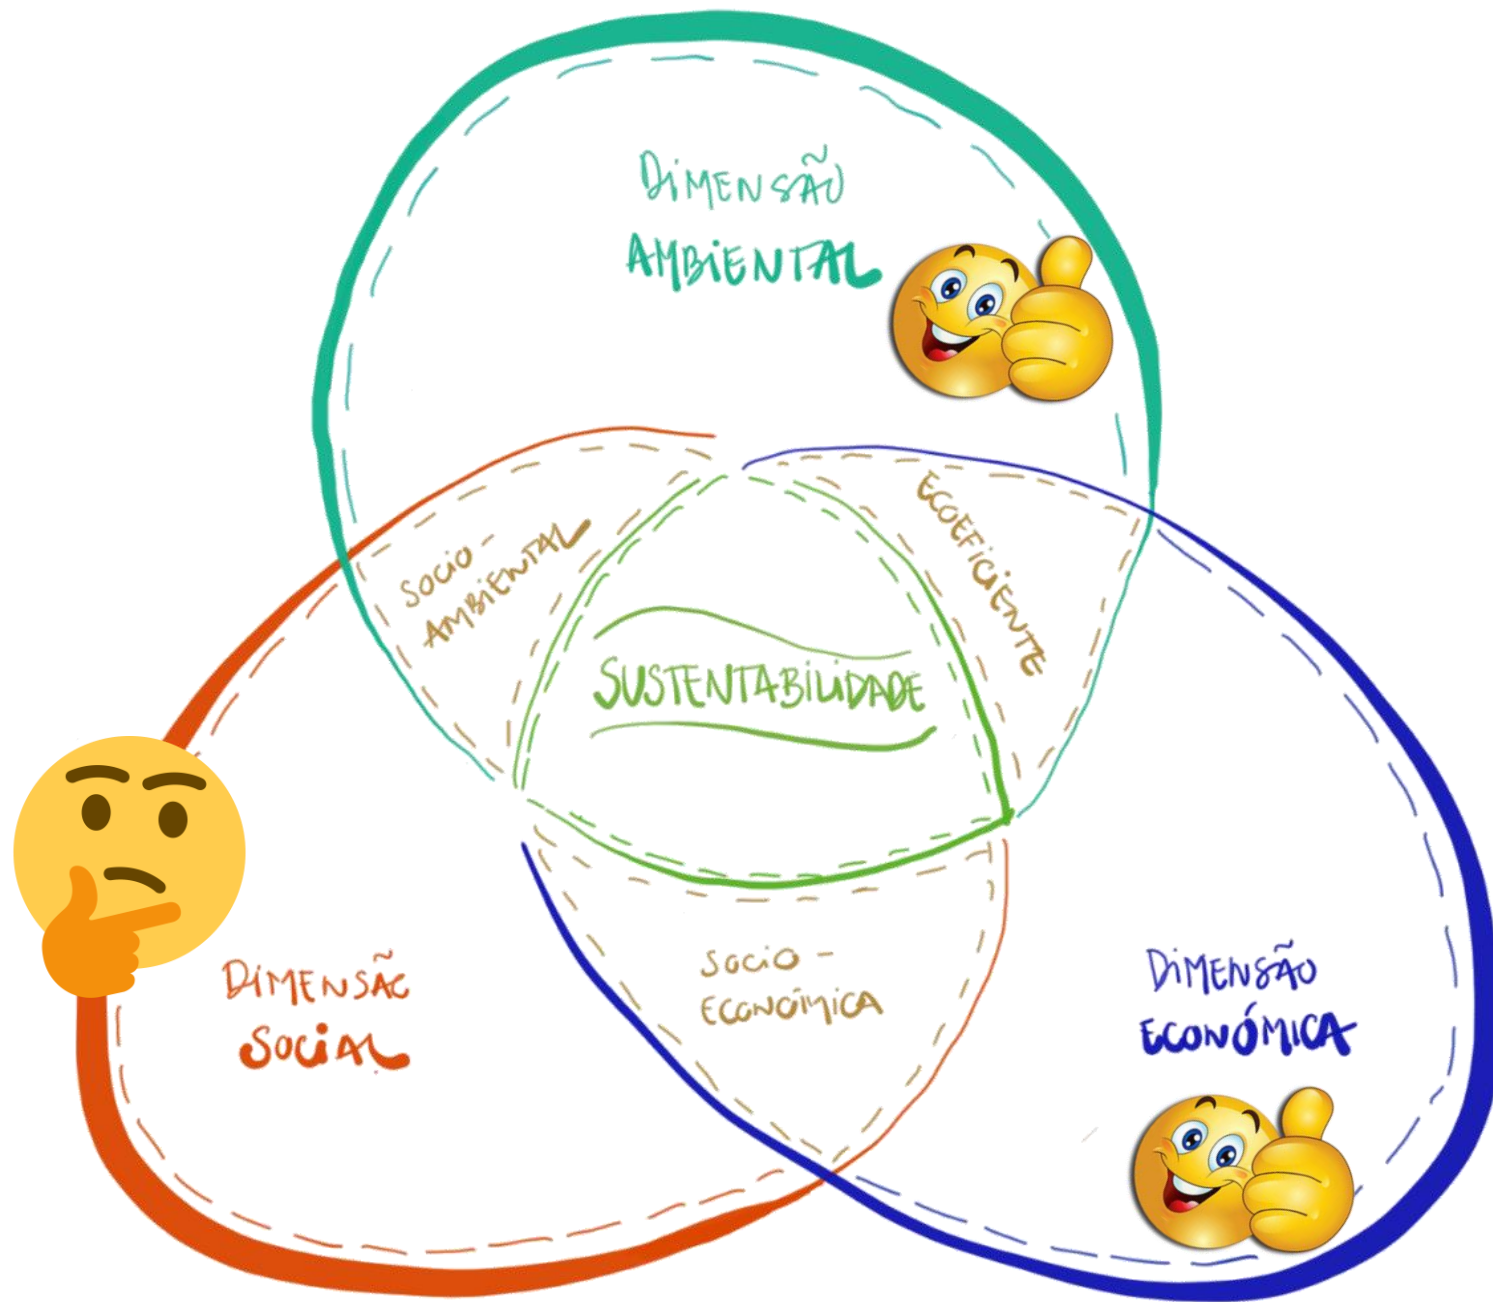 DIMENSÃO
AMBIENTAL
SOCIO-
AMBIENTAL
ECOEFICIENTE
SUSTENTABILIDADE
SOCIO-
ECONÓMICA
DIMENSÃO
SOCIAL
DIMENSÃO
ECONÓMICA